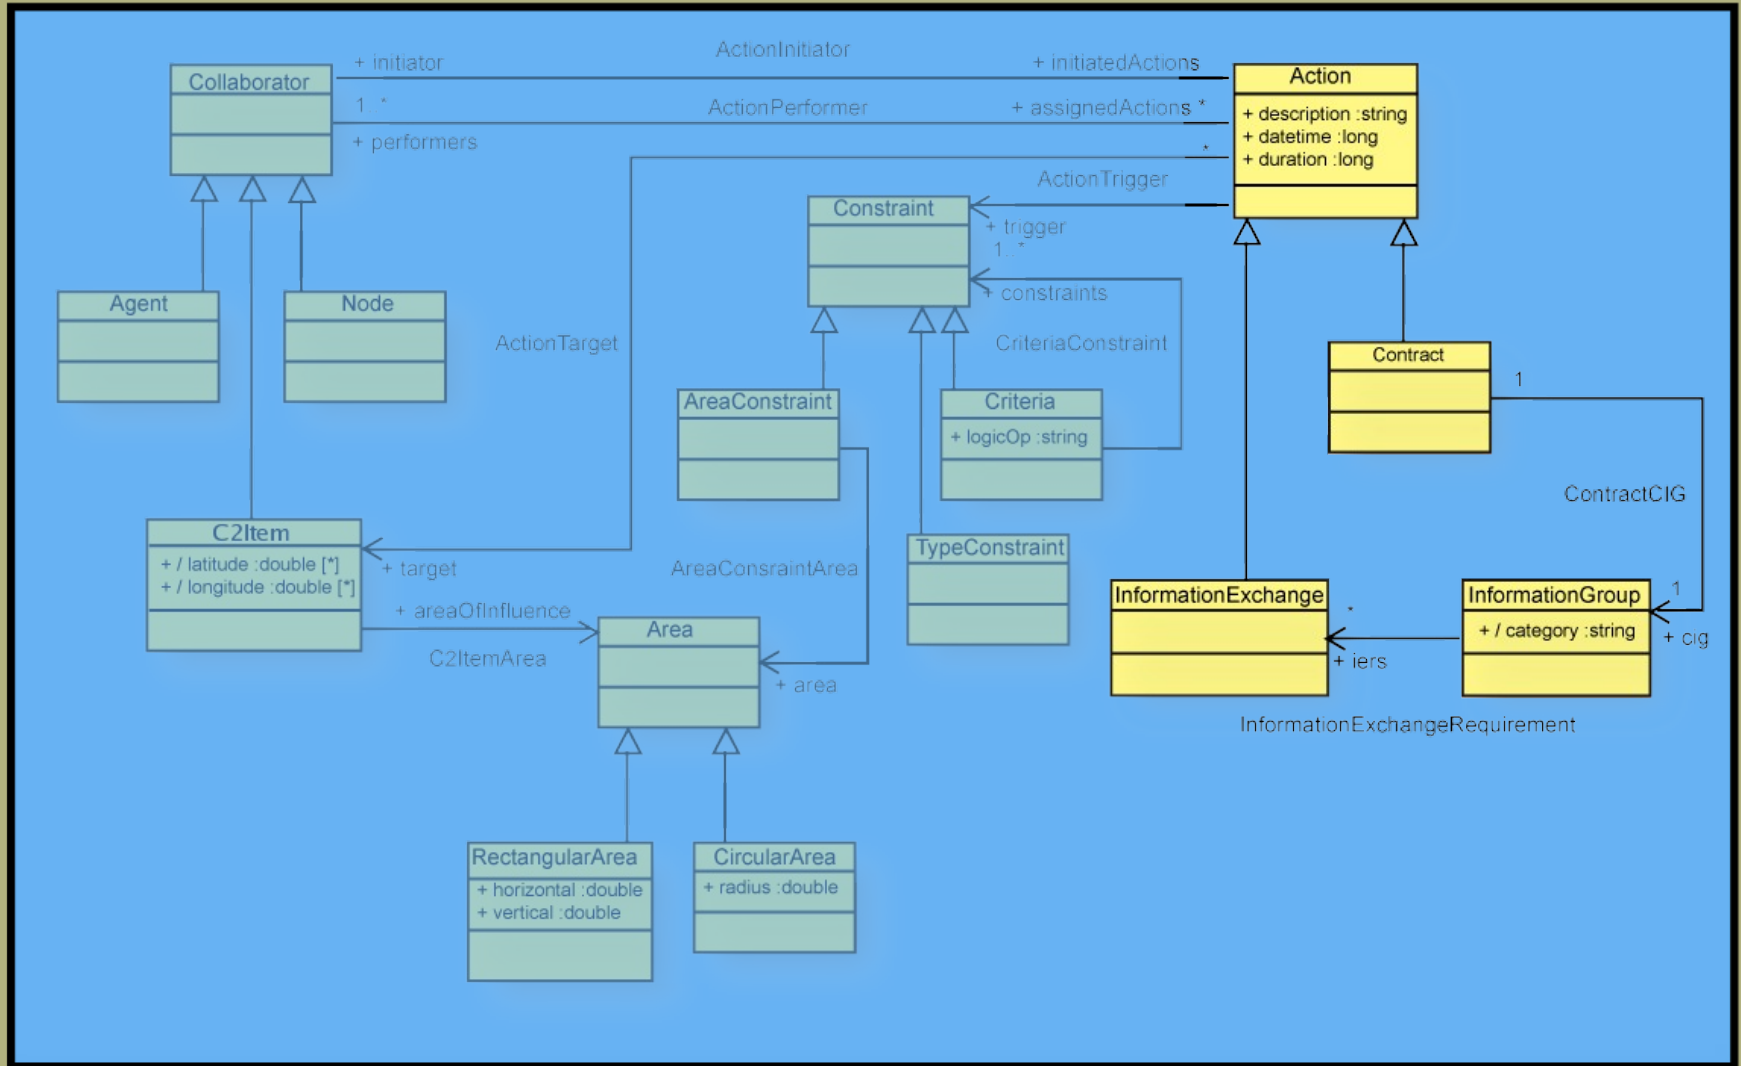 ActionInitiator
+ initiator
+ initiatedActions
Collaborator
1..*
ActionPerformer
+ assignedActions *
+ performers
Action
+ description :string
+ datetime :long
+ duration :long
*
ActionTrigger
Constraint
+ trigger
1..*
+ constraints
CriteriaConstraint
Agent
Node
ActionTarget
Contract
1
AreaConstraint
Criteria
+ logicOp :string
ContractCIG
C2Item
+ / latitude :double [*]
+ / longitude :double [*]
+ target
AreaConsraintArea
TypeConstraint
InformationExchange
*
+ iers
InformationGroup
+ / category :string
1
+ cig
InformationExchangeRequirement
+ areaOfInfluence
C2ItemArea
Area
+ area
RectangularArea
+ horizontal :double
+ vertical :double
CircularArea
+ radius :double